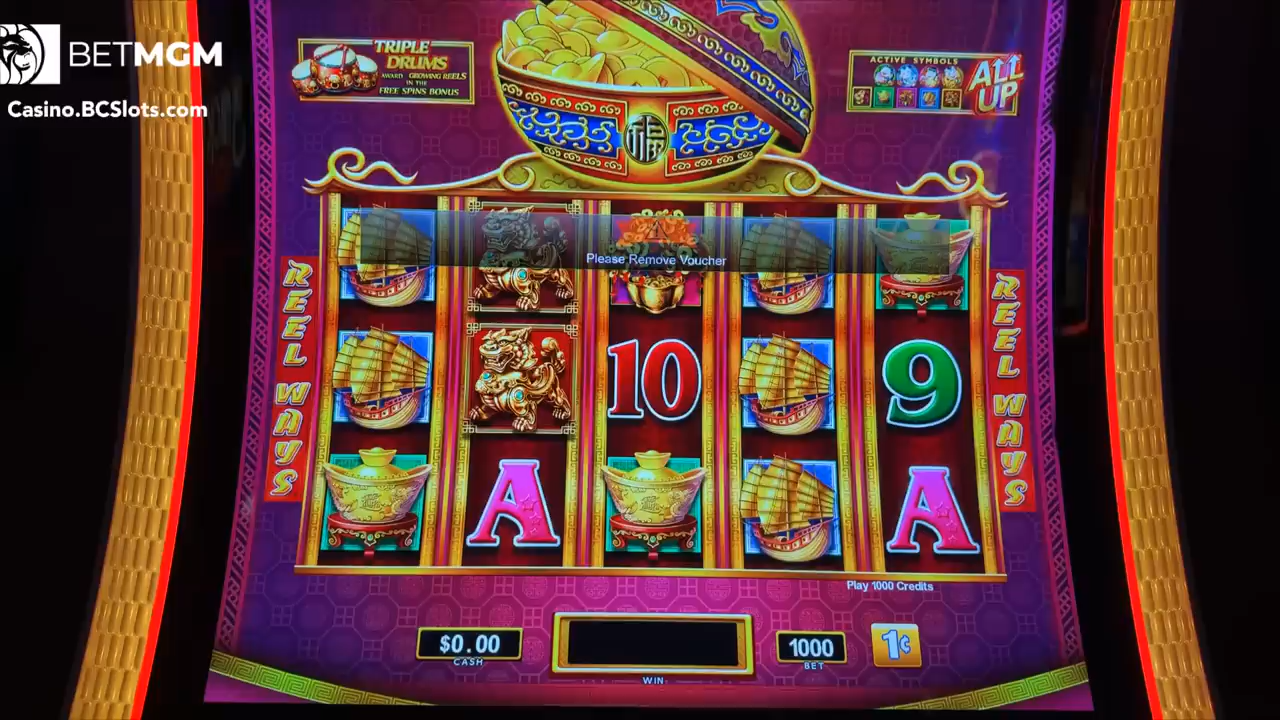 BETMGM
Casino.BCSlots.com
TRIPLE
DRUMS
AWARD GROWING REELS
IN THE
FREE SPINS BONUS
ACTIVE SYMBOLS
ALL
UP
福
Please Remove Voucher
REEL WAYS
REEL WAYS
10
9
A
A
Play 1000 Credits
$0.00
CASH
WIN
1000
BET
1¢